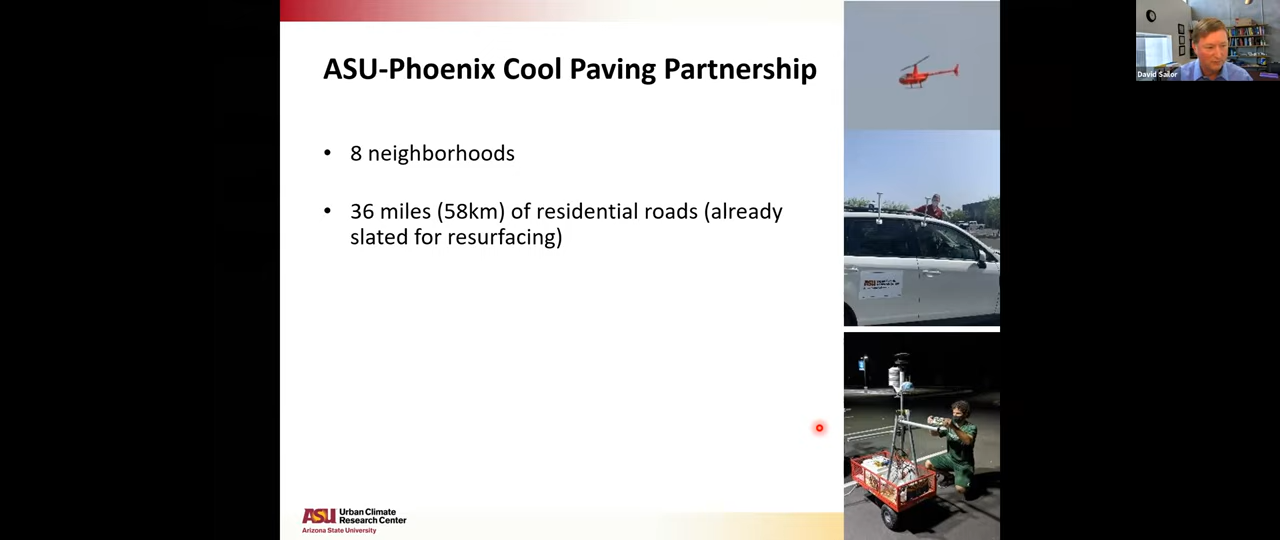 ASU-Phoenix Cool Paving Partnership
• 8 neighborhoods
• 36 miles (58km) of residential roads (already
slated for resurfacing)
ASU Urban Climate
Research Center
Arizona State University
David Sailor
ASU